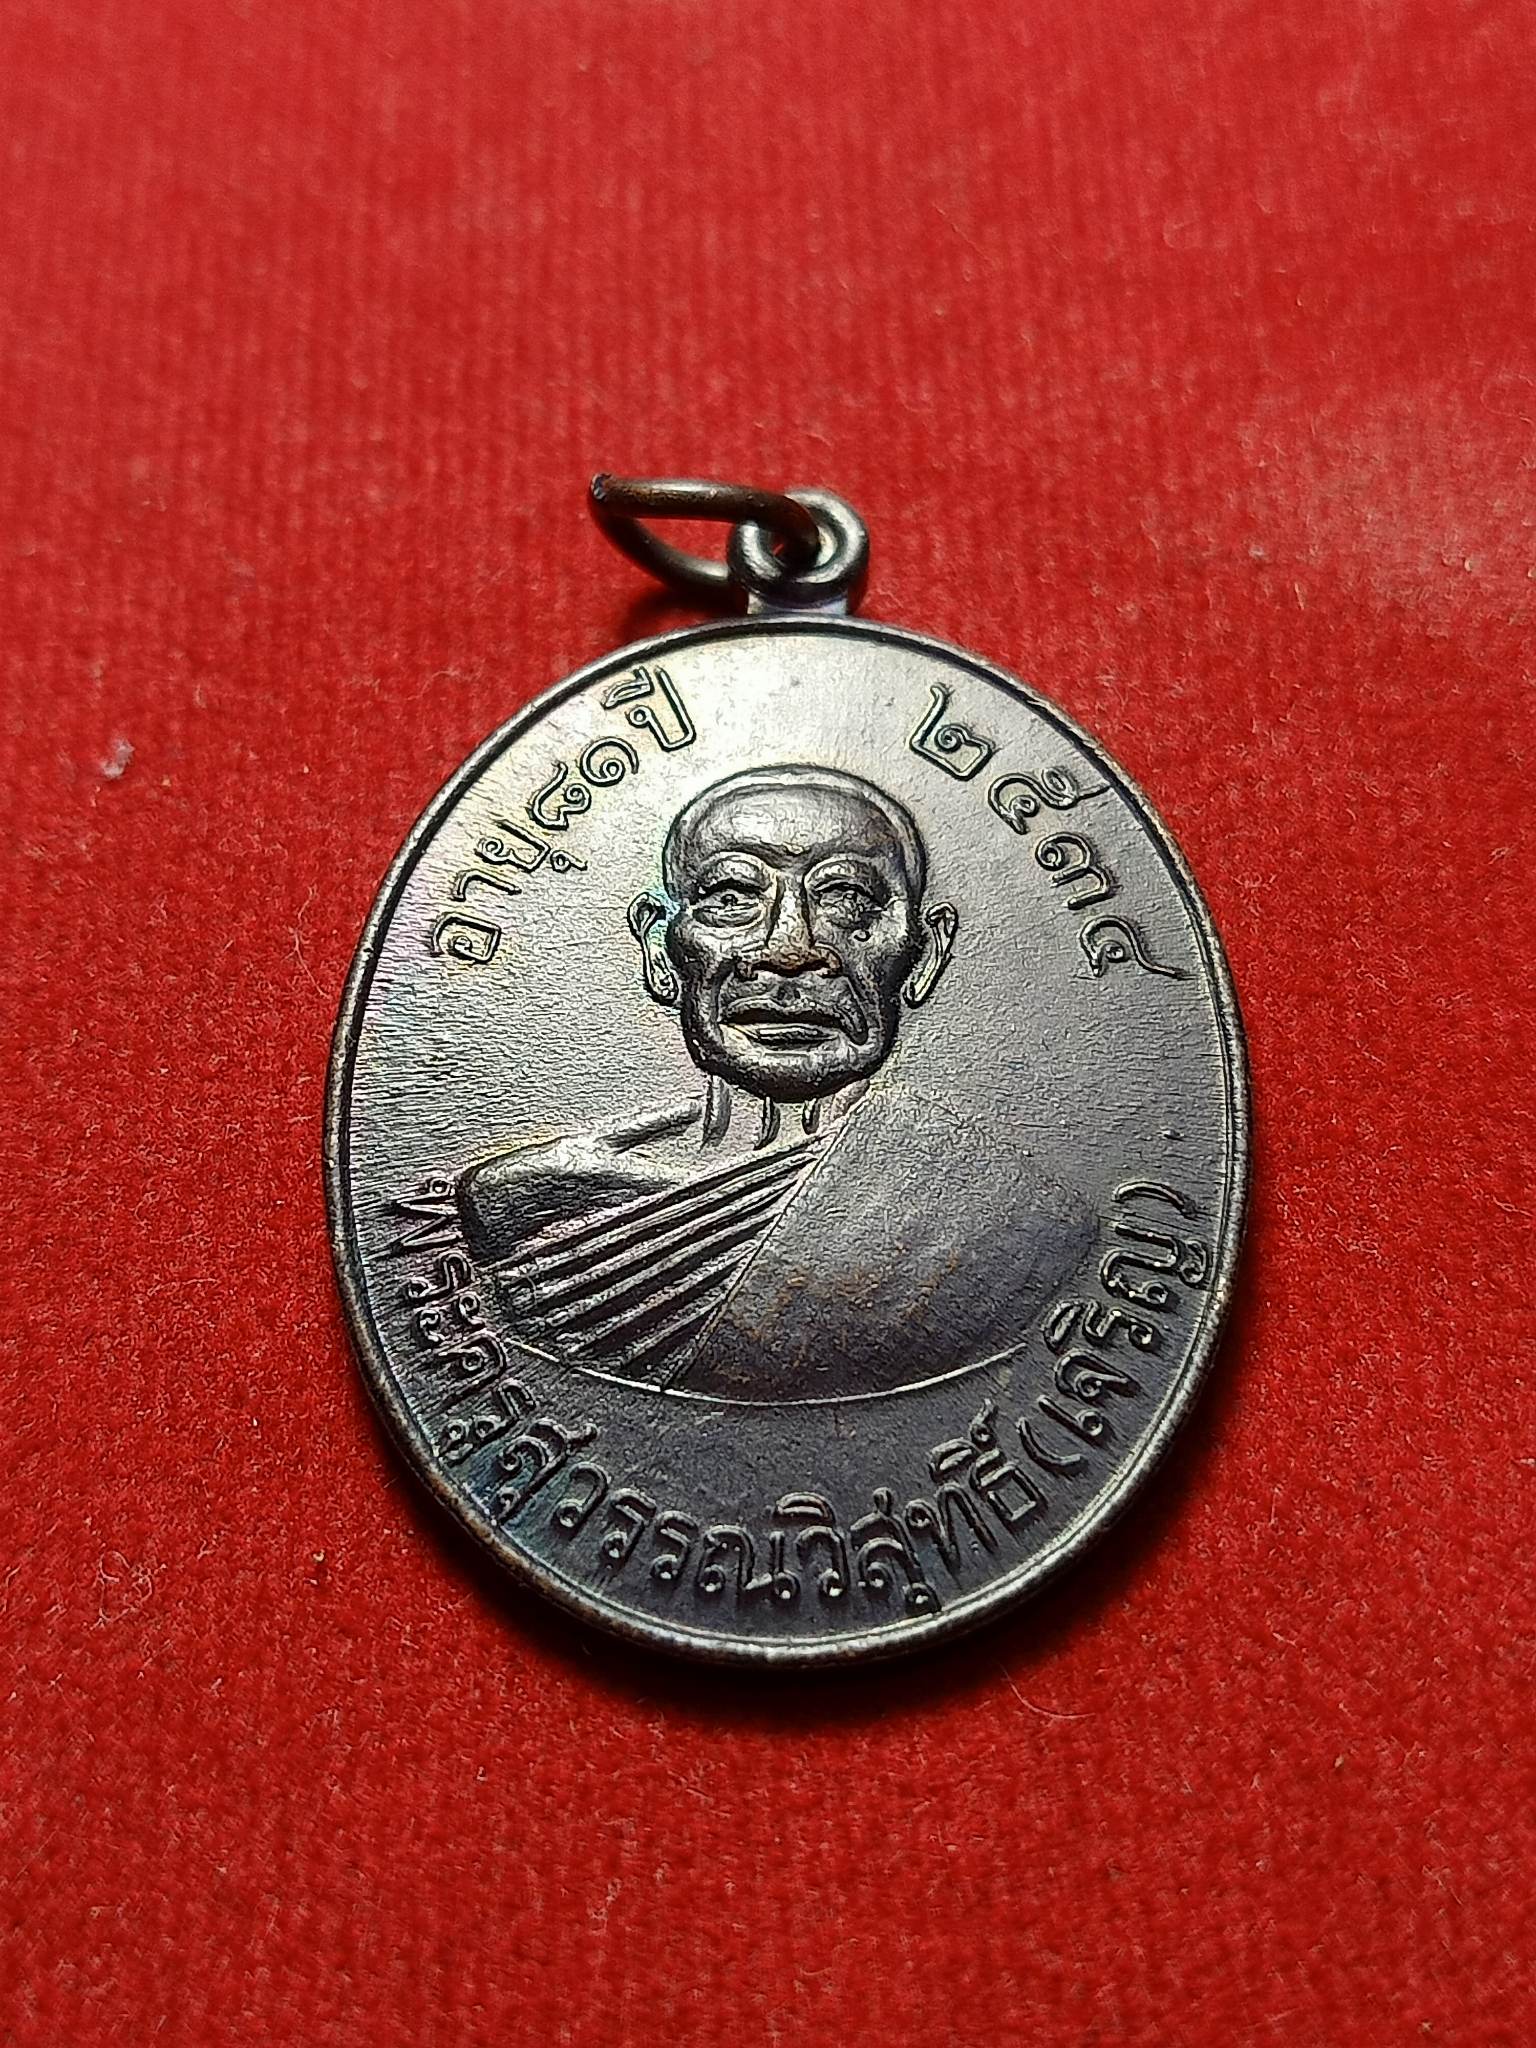 อายุ๘๑ปี ๒๕๓๔
พระครูสุวรรณวิสุทธิ์(เจริญ)